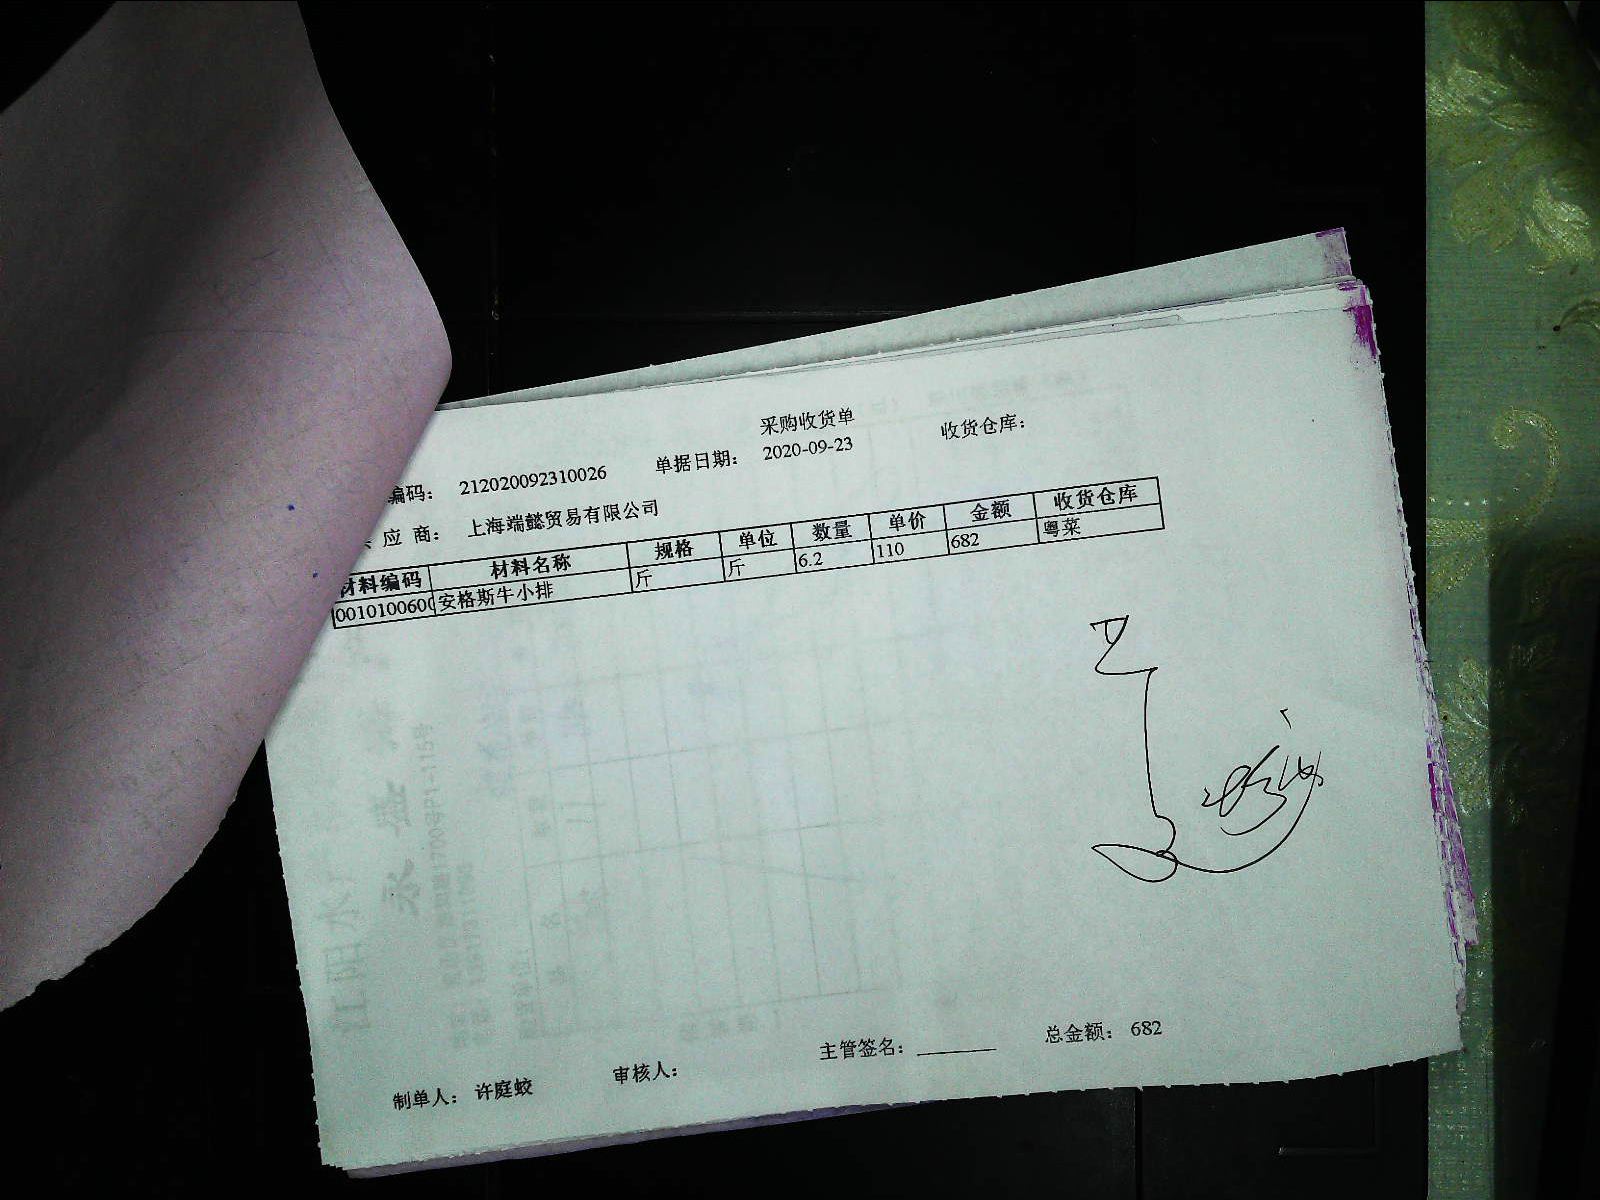 采购收货单
编码： 212020092310026 单据日期： 2020-09-23 收货仓库：
应 商： 上海端懿贸易有限公司
材料编码 材料名称 规格 单位 数量 单价 金额 收货仓库
0010100600 安格斯牛小排 斤 斤 6.2 110 682 粤菜
制单人： 许庭蛟 审核人： 主管签名： 总金额： 682